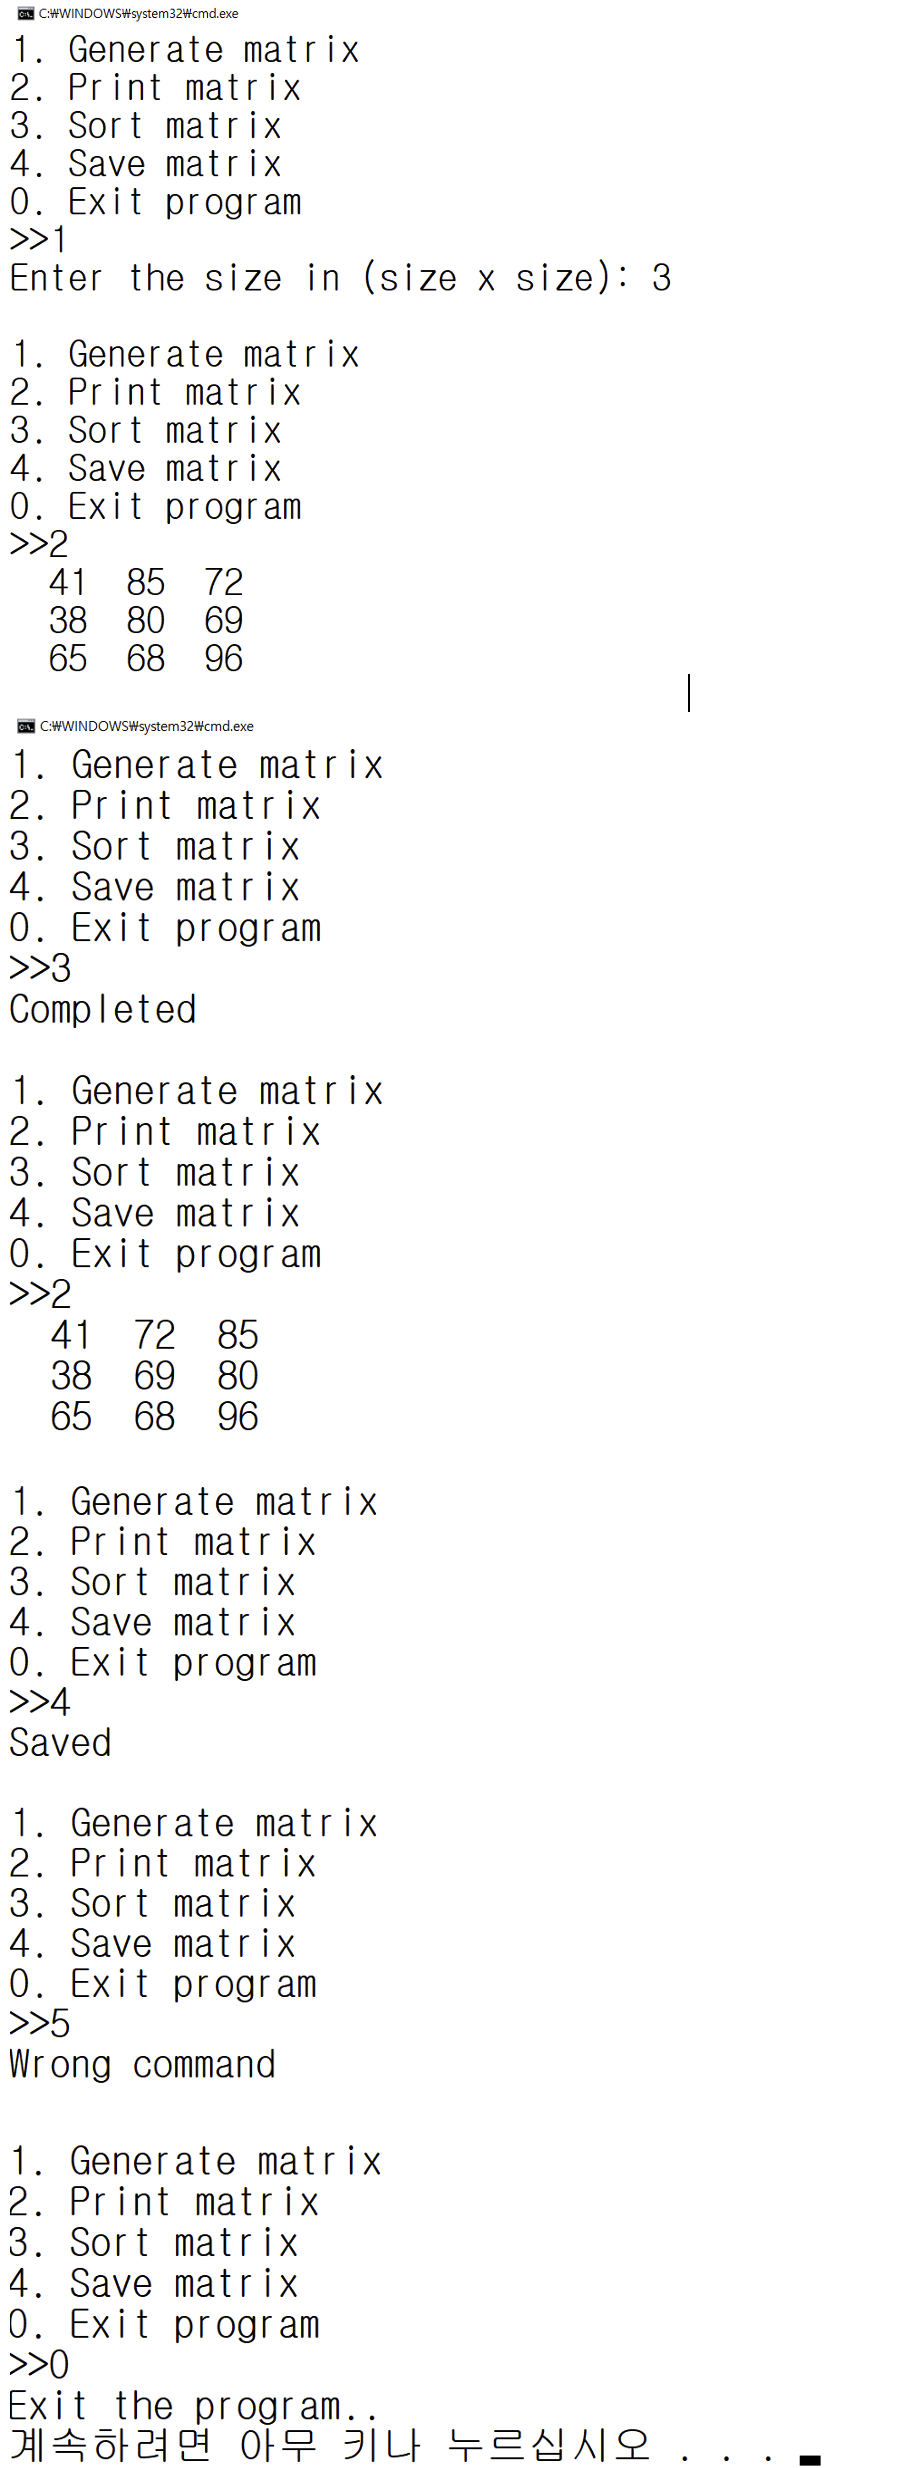 C:₩WINDOWS₩system32₩cmd.exe
1. Generate matrix
2. Print matrix
3. Sort matrix
4. Save matrix
0. Exit program
>>1
Enter the size in (size x size): 3
1. Generate matrix
2. Print matrix
3. Sort matrix
4. Save matrix
0. Exit program
>>2
41 85 72
38 80 69
65 68 96
C:₩WINDOWS₩system32₩cmd.exe
1. Generate matrix
2. Print matrix
3. Sort matrix
4. Save matrix
0. Exit program
>>3
Completed
1. Generate matrix
2. Print matrix
3. Sort matrix
4. Save matrix
0. Exit program
>>2
41 72 85
38 69 80
65 68 96
1. Generate matrix
2. Print matrix
3. Sort matrix
4. Save matrix
0. Exit program
>>4
Saved
1. Generate matrix
2. Print matrix
3. Sort matrix
4. Save matrix
0. Exit program
>>5
Wrong command
1. Generate matrix
2. Print matrix
3. Sort matrix
4. Save matrix
0. Exit program
>>0
Exit the program..
계속하려면 아무 키나 누르십시오 . . .